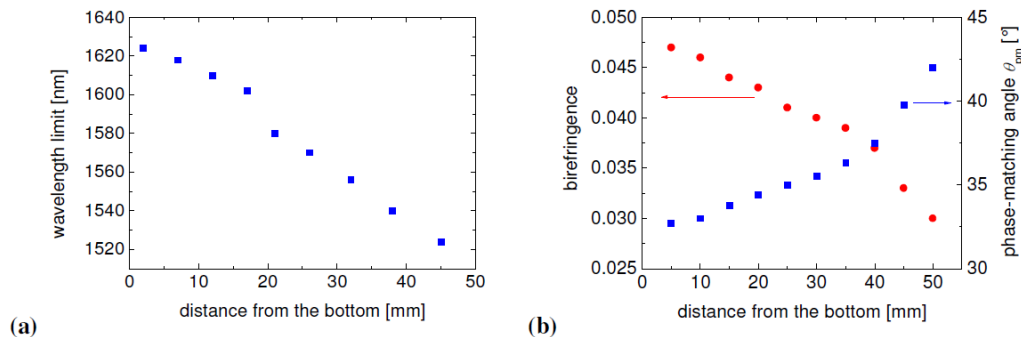 1640
1620
1600
1580
1560
1540
1520
wavelength limit [nm]
0 10 20 30 40 50
distance from the bottom [mm]
(a)
0.050
0.045
0.040
0.035
0.030
0.025
birefringence
45
40
35
30
phase-matching angle θpm [°]
0 10 20 30 40 50 60
distance from the bottom [mm]
(b)